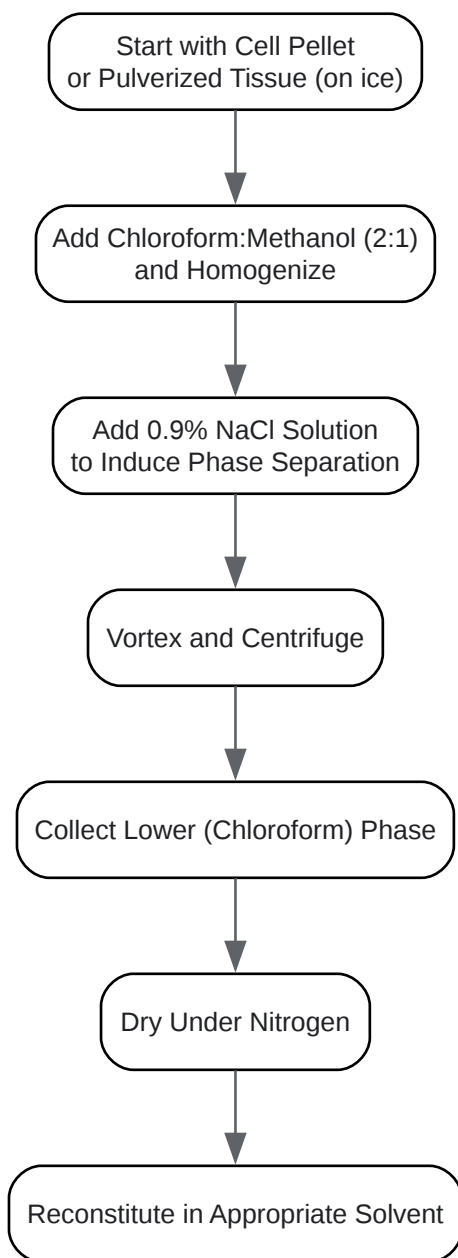 Start with Cell Pellet
or Pulverized Tissue (on ice)
Add Chloroform:Methanol (2:1)
and Homogenize
Add 0.9% NaCl Solution
to Induce Phase Separation
Vortex and Centrifuge
Collect Lower (Chloroform) Phase
Dry Under Nitrogen
Reconstitute in Appropriate Solvent